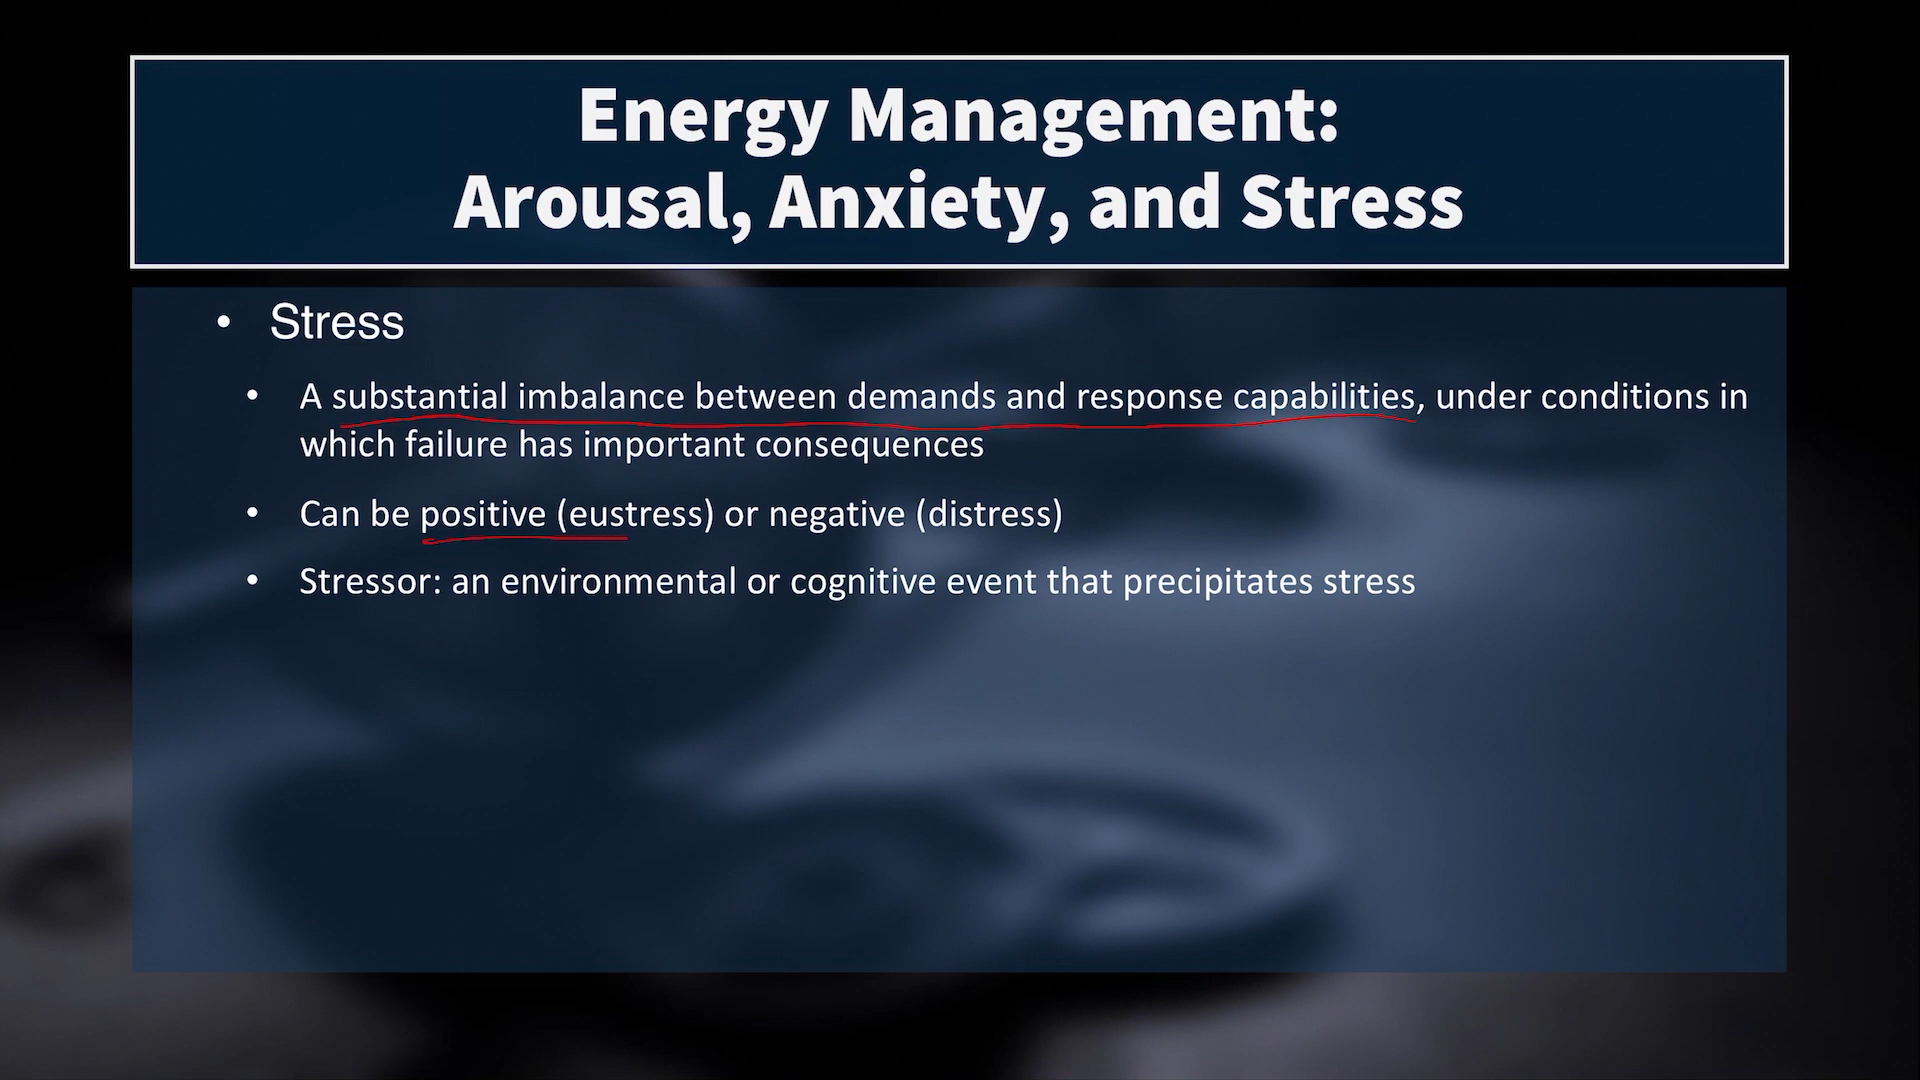 Energy Management:
Arousal, Anxiety, and Stress
• Stress
• A substantial imbalance between demands and response capabilities, under conditions in
which failure has important consequences
• Can be positive (eustress) or negative (distress)
• Stressor: an environmental or cognitive event that precipitates stress